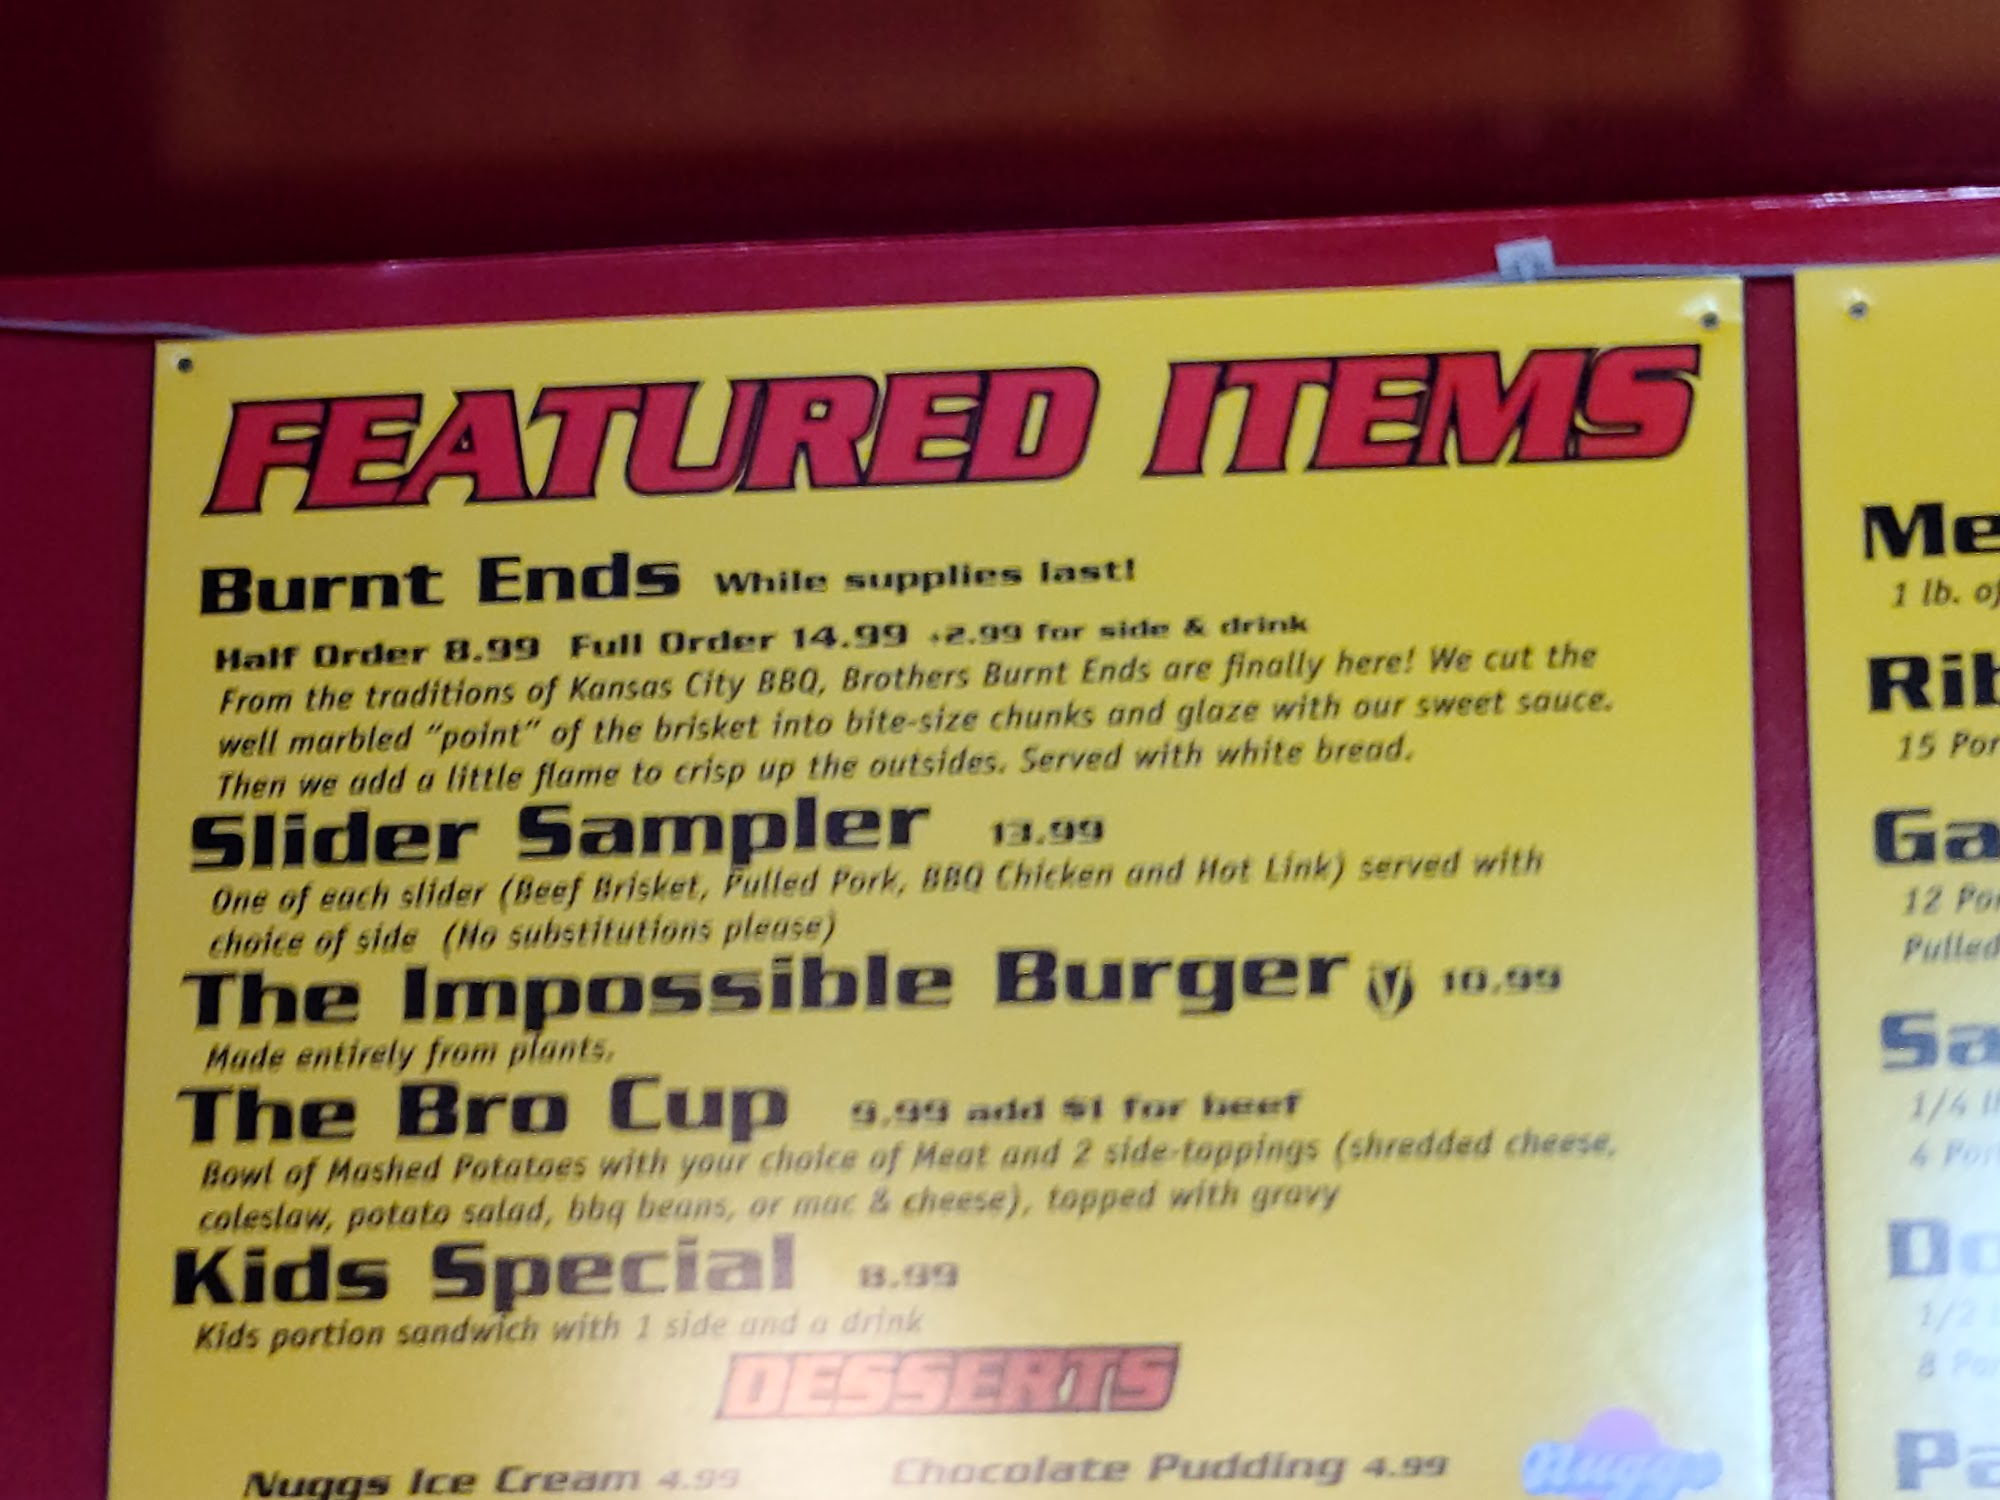 FEATURED ITEMS
Burnt Ends While supplies last!
Half Order 8.99 Full Order 14.99 +2.99 for side & drink
From the traditions of Kansas City BBQ, Brothers Burnt Ends are finally here! We cut the
well marbled “point” of the brisket into bite-size chunks and glaze with our sweet sauce.
Then we add a little flame to crisp up the outsides. Served with white bread.
Slider Sampler 13.99
One of each slider (Beef Brisket, Pulled Pork, BBQ Chicken and Hot Link) served with
choice of side (No substitutions please)
The Impossible Burger V 10.99
Made entirely from plants.
The Bro Cup 9.99 add $1 for beef
Bowl of Mashed Potatoes with your choice of Meat and 2 side-toppings (shredded cheese,
coleslaw, potato salad, bbq beans, or mac & cheese), topped with gravy
Kids Special 8.99
Kids portion sandwich with 1 side and a drink
DESSERTS
Nuggs Ice Cream 4.99 Chocolate Pudding 4.99
Nuggs
Me
1 lb. of
Rib
15 Por
Ga
12 Por
Pulled
Sa
1/4 lb
4 Por
Do
1/2
8 Por
Pa